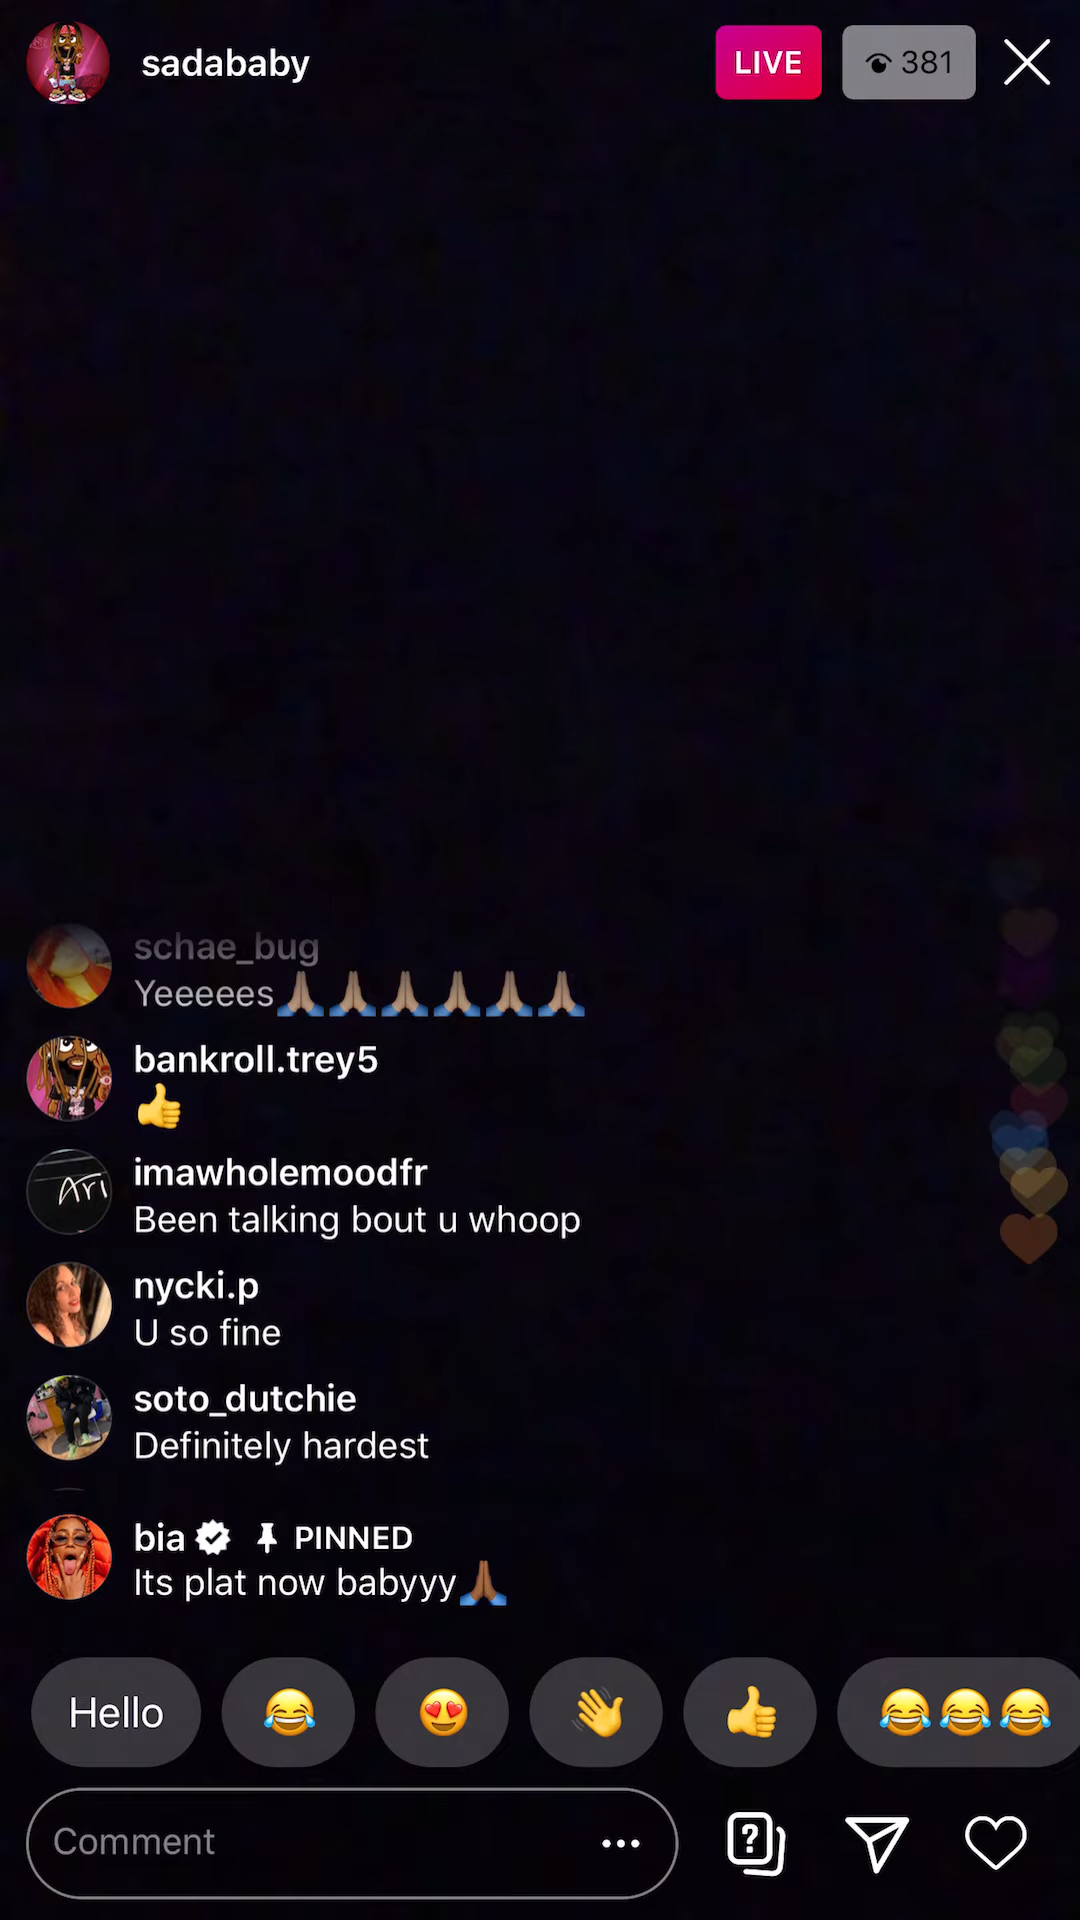 sadababy LIVE 381
schae_bug
Yeeeees🙏🏼🙏🏼🙏🏼🙏🏼🙏🏼🙏🏼
bankroll.trey5
👍
imawholemoodfr
Been talking bout u whoop
nycki.p
U so fine
soto_dutchie
Definitely hardest
bia PINNED
Its plat now babyyy🙏🏾
Hello 😂 😍 👋 👍 😂😂😂
Comment ...
Ari